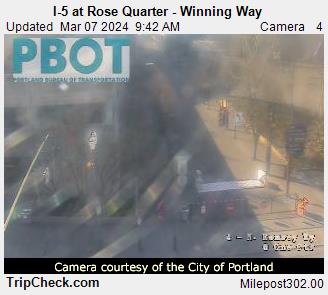 I-5 at Rose Quarter - Winning Way
Updated Mar 07 2024 9:42 AM Camera 4
PBOT
PORTLAND BUREAU OF TRANSPORTATION
Camera courtesy of the City of Portland
TripCheck.com Milepost302.00